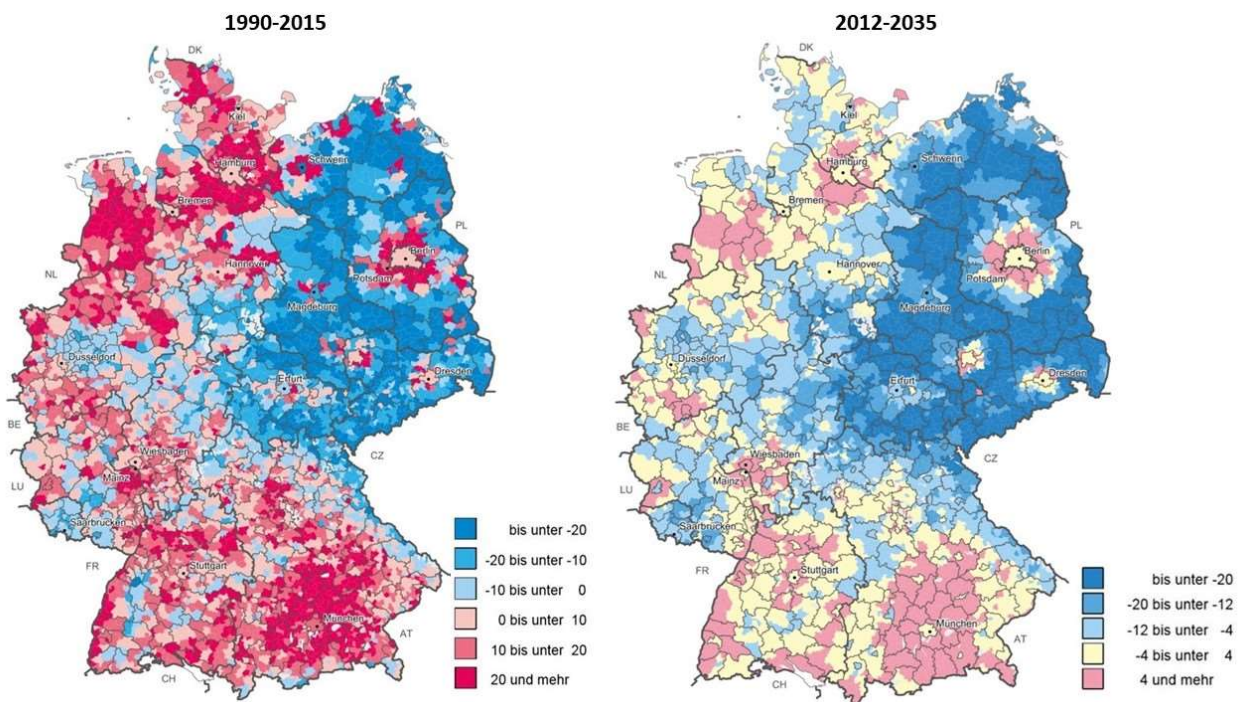 1990-2015
DK
Kiel
Hamburg
Schwerin
Bremen
PL
Berlin
NL
Hannover
Potsdam
Magdeburg
Düsseldorf
Dresden
Erfurt
BE
Wiesbaden
CZ
Mainz
LU
Saarbrücken
FR
Stuttgart
München
AT
CH
bis unter -20
-20 bis unter -10
-10 bis unter 0
0 bis unter 10
10 bis unter 20
20 und mehr
2012-2035
DK
Kiel
Hamburg
Schwerin
Bremen
PL
Berlin
NL
Hannover
Potsdam
Magdeburg
Düsseldorf
Dresden
Erfurt
BE
Wiesbaden
CZ
Mainz
LU
Saarbrücken
FR
Stuttgart
München
AT
CH
bis unter -20
-20 bis unter -12
-12 bis unter -4
-4 bis unter 4
4 und mehr